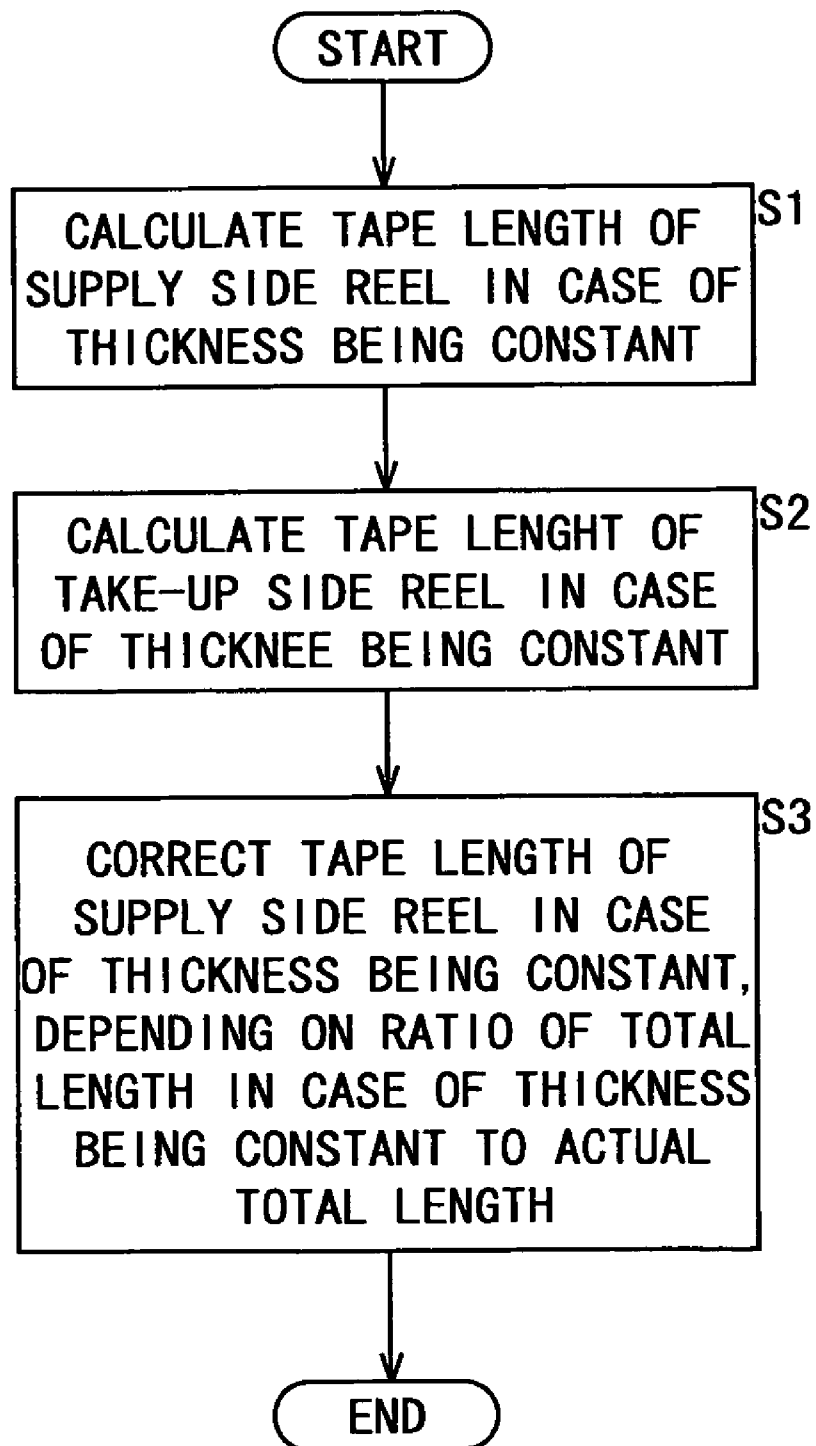 START
S1
CALCULATE TAPE LENGTH OF
SUPPLY SIDE REEL IN CASE OF
THICKNESS BEING CONSTANT
S2
CALCULATE TAPE LENGHT OF
TAKE-UP SIDE REEL IN CASE
OF THICKNEE BEING CONSTANT
S3
CORRECT TAPE LENGTH OF
SUPPLY SIDE REEL IN CASE
OF THICKNESS BEING CONSTANT,
DEPENDING ON RATIO OF TOTAL
LENGTH IN CASE OF THICKNESS
BEING CONSTANT TO ACTUAL
TOTAL LENGTH
END